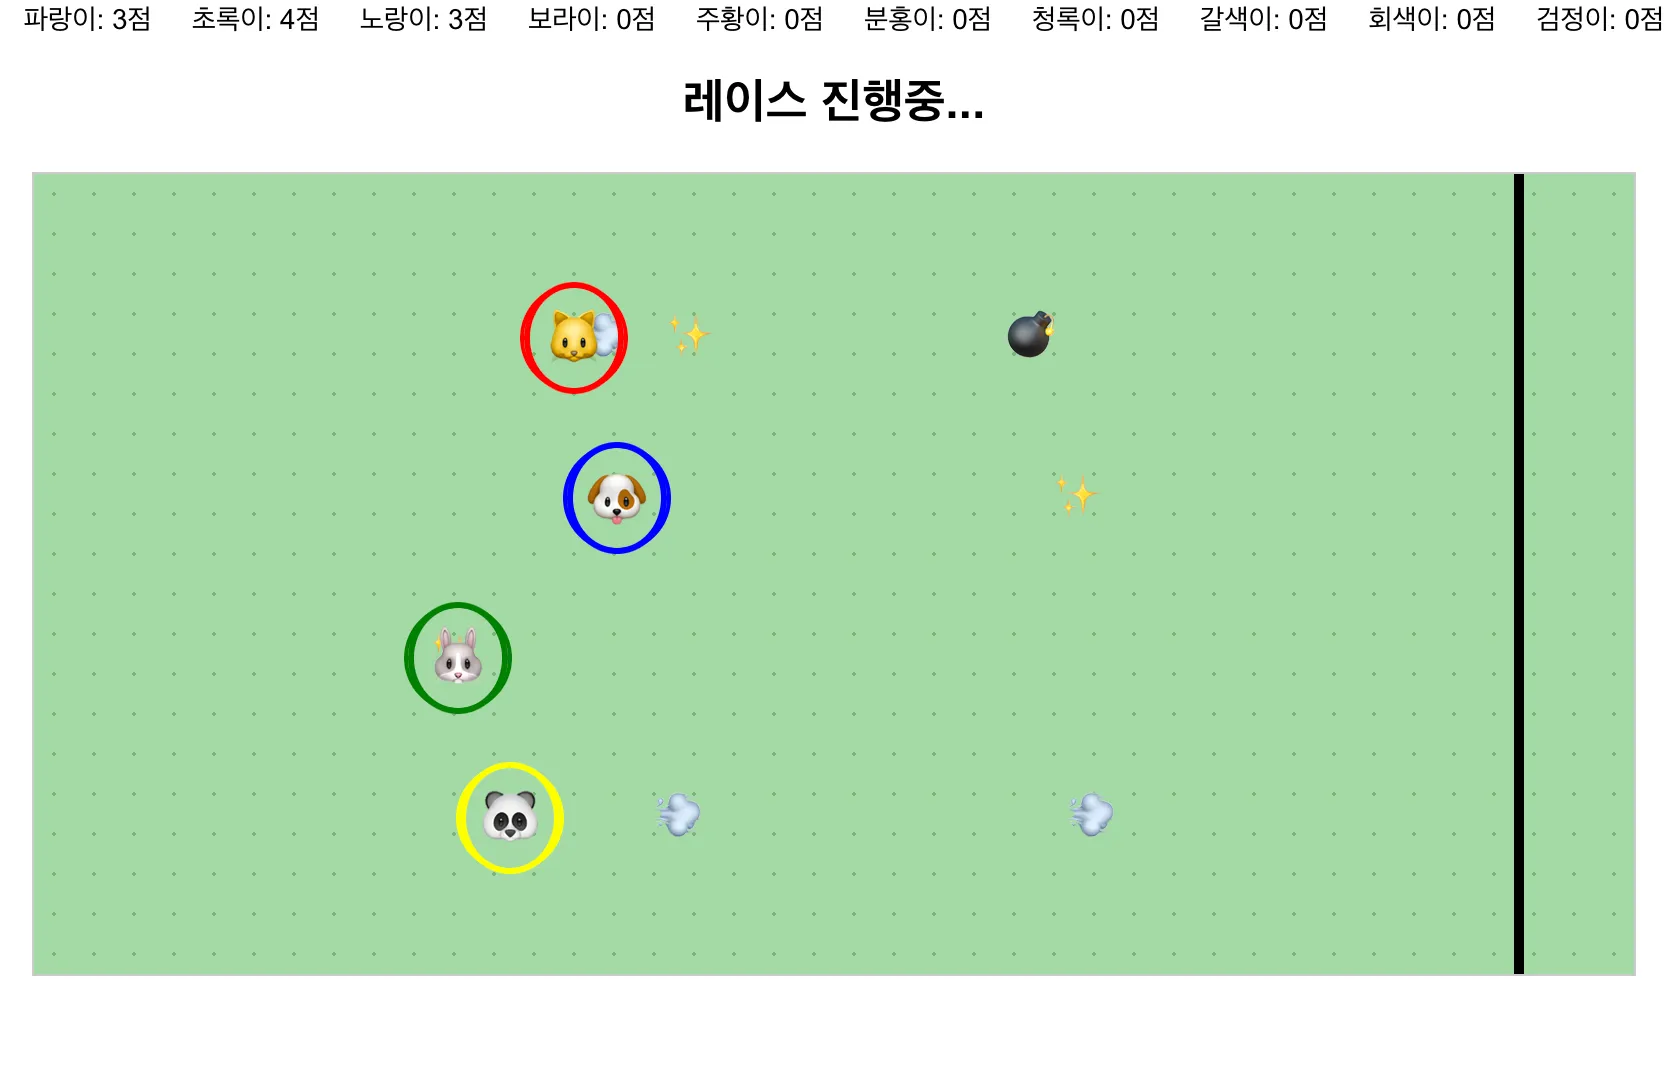 파랑이: 3점 초록이: 4점 노랑이: 3점 보라이: 0점 주황이: 0점 분홍이: 0점 청록이: 0점 갈색이: 0점 회색이: 0점 검정이: 0점
레이스 진행중...